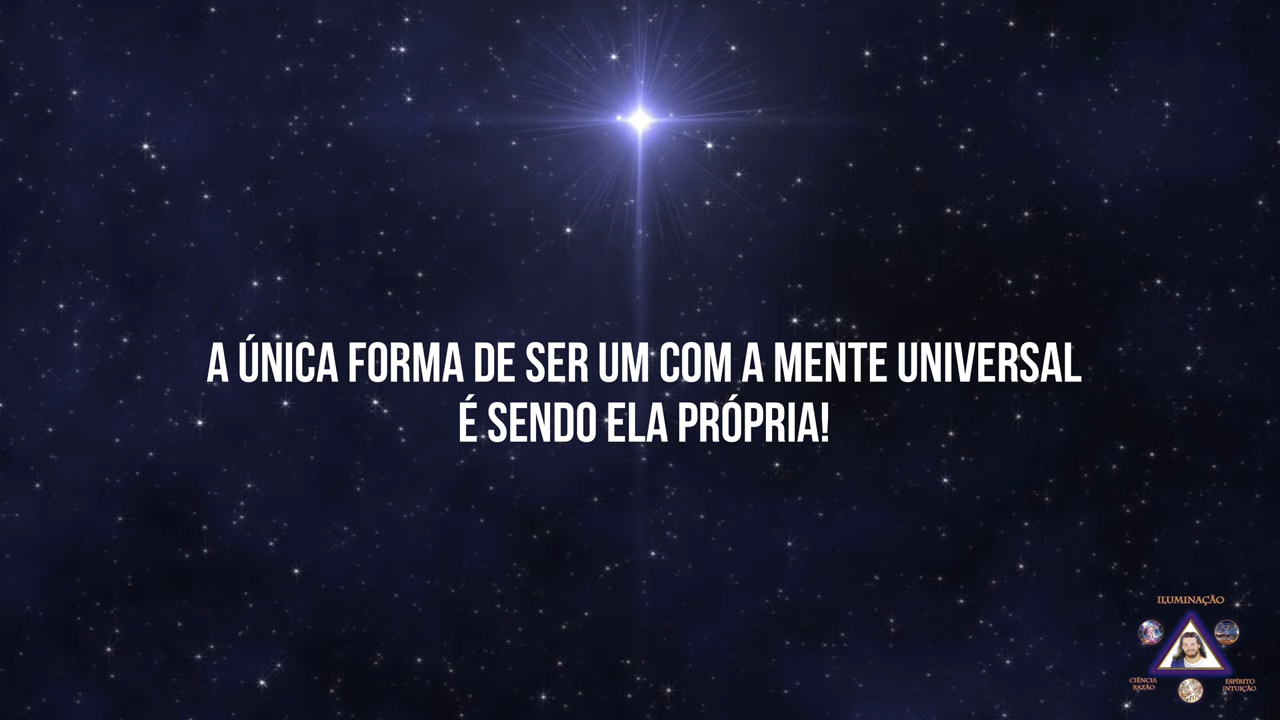 A ÚNICA FORMA DE SER UM COM A MENTE UNIVERSAL
É SENDO ELA PRÓPRIA!
ILUMINAÇÃO
CIÊNCIA
RAZÃO
ESPÍRITO
INTUIÇÃO